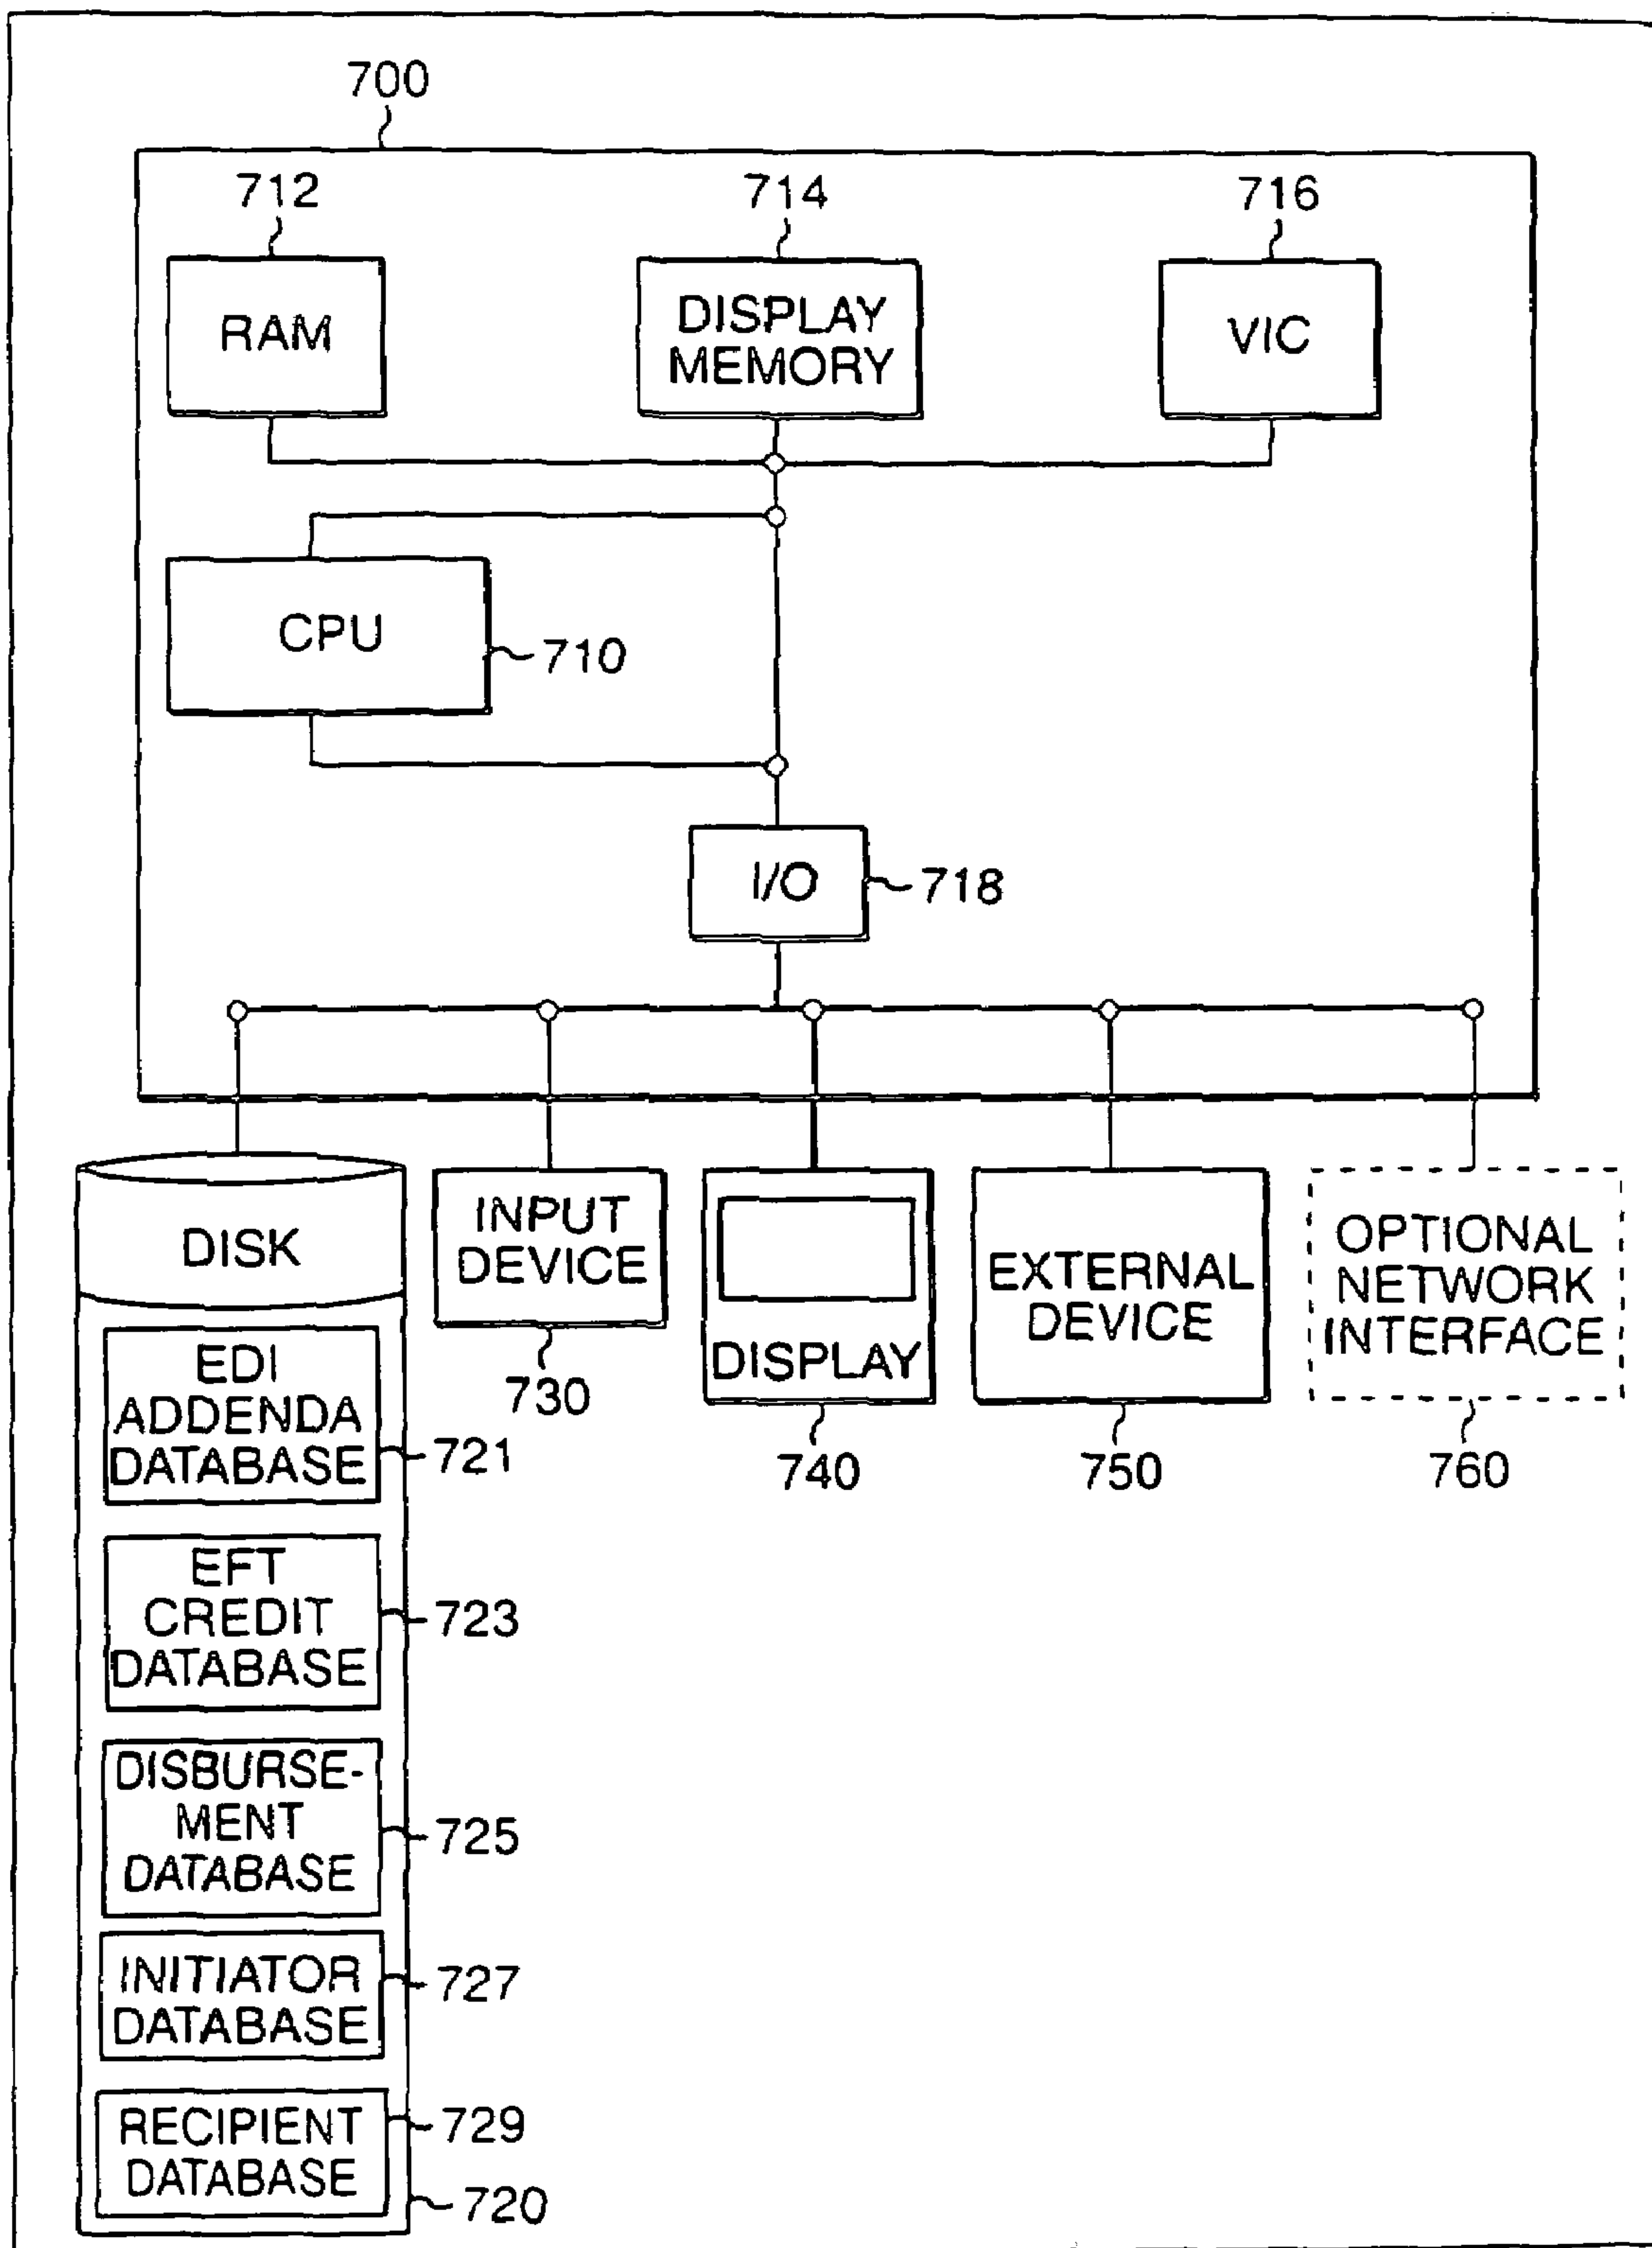 700
712
714
716
RAM
DISPLAY
MEMORY
VIC
CPU
710
I/O
718
DISK
INPUT
DEVICE
730
DISPLAY
740
EXTERNAL
DEVICE
750
OPTIONAL
NETWORK
INTERFACE
760
EDI
ADDENDA
DATABASE
721
EFT
CREDIT
DATABASE
723
DISBURSE-
MENT
DATABASE
725
INITIATOR
DATABASE
727
RECIPIENT
DATABASE
729
720